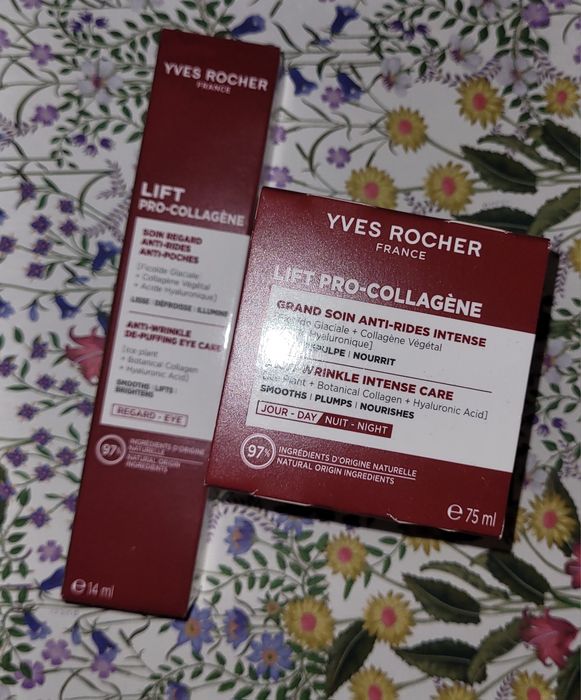 YVES ROCHER
FRANCE
LIFT
PRO-COLLAGÈNE
SOIN REGARD
ANTI-RIDES
ANTI-POCHES
[Ficoïde Glaciale
+ Collagène Végétal
+ Acide Hyaluronique]
LISSE | DÉFROISSE | ILLUMINE
ANTI-WRINKLE
DE-PUFFING EYE CARE
[Ice plant
+ Botanical Collagen
+ Hyaluronic Acid]
SMOOTHS | LIFTS |
BRIGHTENS
REGARD - EYE
97%
INGRÉDIENTS D'ORIGINE
NATURELLE
NATURAL ORIGIN
INGREDIENTS
e 14 ml
YVES ROCHER
FRANCE
LIFT PRO-COLLAGÈNE
GRAND SOIN ANTI-RIDES INTENSE
Glaciale + Collagène Végétal
| NOURRIT
WRINKLE INTENSE CARE
Plant + Botanical Collagen + Hyaluronic Acid]
SMOOTHS | PLUMPS | NOURISHES
JOUR - DAY / NUIT - NIGHT
97%
INGRÉDIENTS D'ORIGINE NATURELLE
NATURAL ORIGIN INGREDIENTS
e 75 ml